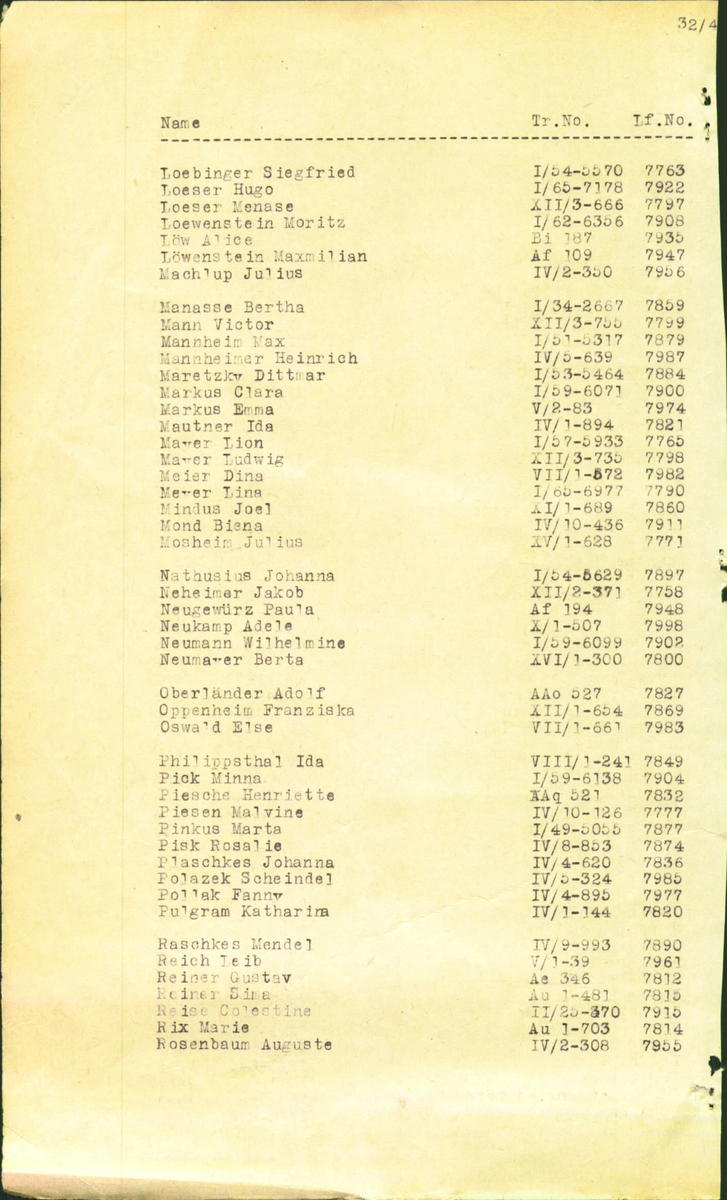 32/4
Name Tr.No. Lf.No.
Loebinger Siegfried I/54-5570 7763
Loeser Hugo I/65-7178 7922
Loeser Menase XII/3-666 7797
Loewenstein Moritz I/62-6356 7908
Löw Alice Bi 187 7935
Löwenstein Maxmilian Af 109 7947
Machlup Julius IV/2-350 7956
Manasse Bertha I/34-2667 7859
Mann Victor XII/3-755 7799
Mannheim Max I/51-5317 7879
Mannheimer Heinrich IV/5-639 7987
Maretzky Dittmar I/53-5464 7884
Markus Clara I/59-6071 7900
Markus Emma V/2-83 7974
Mautner Ida IV/1-894 7821
Mayer Lion I/57-5933 7765
Mayer Ludwig XII/3-735 7798
Meier Dina VII/1-572 7982
Meyer Lina I/65-6977 7790
Mindus Joel XI/1-689 7860
Mond Biena IV/10-436 7911
Mosheim Julius XV/1-628 7771
Nathusius Johanna I/54-5629 7897
Neheimer Jakob XII/2-371 7758
Neugewürz Paula Af 194 7948
Neukamp Adele X/1-507 7998
Neumann Wilhelmine I/59-6099 7902
Neumayer Berta XVI/1-300 7800
Oberländer Adolf AAo 527 7827
Oppenheim Franziska XII/1-654 7869
Oswald Else VII/1-661 7983
Philippsthal Ida VIII/1-241 7849
Pick Minna I/59-6138 7904
Piesche Henriette AAq 521 7832
Piesen Malvine IV/10-126 7777
Pinkus Marta I/49-5055 7877
Pisk Rosalie IV/8-853 7874
Plaschkes Johanna IV/4-620 7836
Polazek Scheindel IV/5-324 7985
Pollak Fanny IV/4-895 7977
Pulgram Katharina IV/1-144 7820
Raschkes Mendel IV/9-993 7890
Reich Leib V/1-39 7961
Reiner Gustav Ae 346 7812
Reiner Sima Au 1-481 7815
Reise Celestine II/25-370 7915
Rix Marie Au 1-703 7814
Rosenbaum Auguste IV/2-308 7955